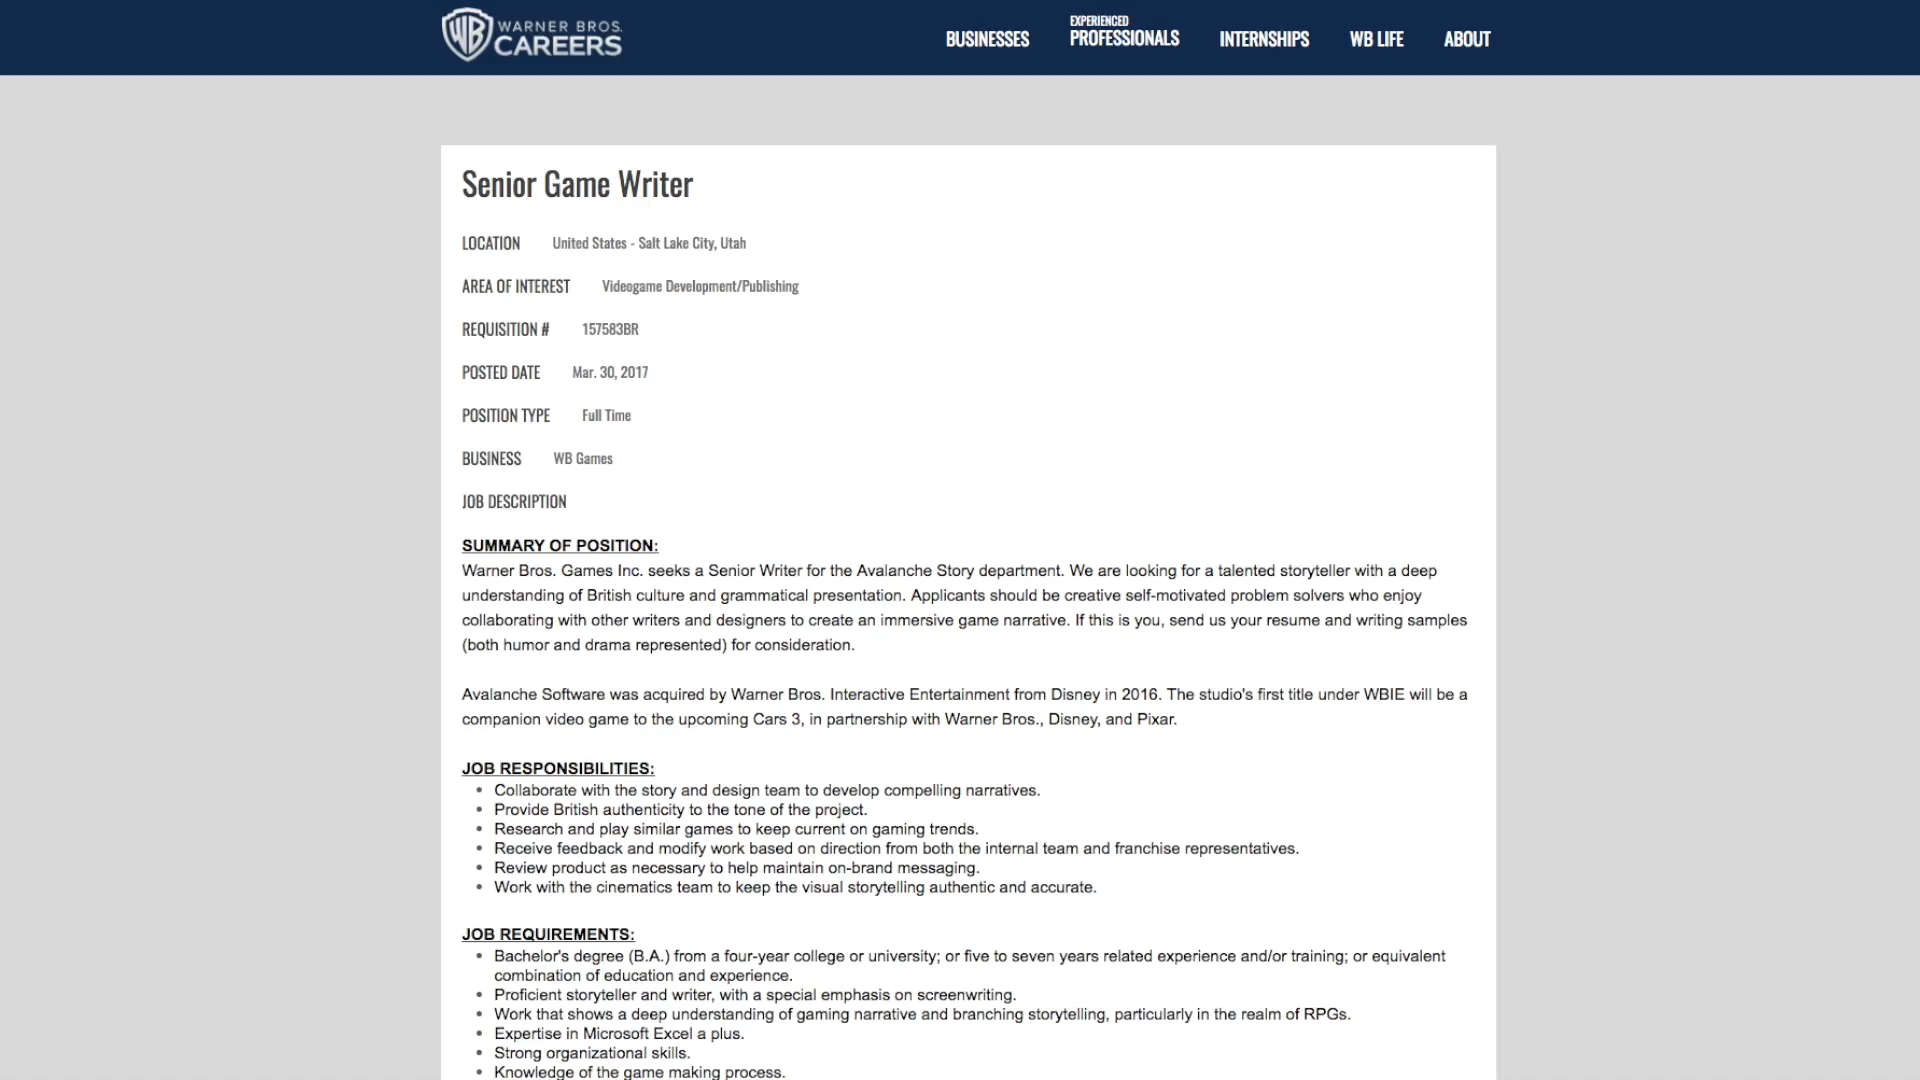 WB WARNER BROS.
CAREERS
BUSINESSES
EXPERIENCED
PROFESSIONALS
INTERNSHIPS
WB LIFE
ABOUT
Senior Game Writer
LOCATION United States - Salt Lake City, Utah
AREA OF INTEREST Videogame Development/Publishing
REQUISITION # 157583BR
POSTED DATE Mar. 30, 2017
POSITION TYPE Full Time
BUSINESS WB Games
JOB DESCRIPTION
SUMMARY OF POSITION:
Warner Bros. Games Inc. seeks a Senior Writer for the Avalanche Story department. We are looking for a talented storyteller with a deep
understanding of British culture and grammatical presentation. Applicants should be creative self-motivated problem solvers who enjoy
collaborating with other writers and designers to create an immersive game narrative. If this is you, send us your resume and writing samples
(both humor and drama represented) for consideration.
Avalanche Software was acquired by Warner Bros. Interactive Entertainment from Disney in 2016. The studio's first title under WBIE will be a
companion video game to the upcoming Cars 3, in partnership with Warner Bros., Disney, and Pixar.
JOB RESPONSIBILITIES:
• Collaborate with the story and design team to develop compelling narratives.
• Provide British authenticity to the tone of the project.
• Research and play similar games to keep current on gaming trends.
• Receive feedback and modify work based on direction from both the internal team and franchise representatives.
• Review product as necessary to help maintain on-brand messaging.
• Work with the cinematics team to keep the visual storytelling authentic and accurate.
JOB REQUIREMENTS:
• Bachelor's degree (B.A.) from a four-year college or university; or five to seven years related experience and/or training; or equivalent
combination of education and experience.
• Proficient storyteller and writer, with a special emphasis on screenwriting.
• Work that shows a deep understanding of gaming narrative and branching storytelling, particularly in the realm of RPGs.
• Expertise in Microsoft Excel a plus.
• Strong organizational skills.
• Knowledge of the game making process.